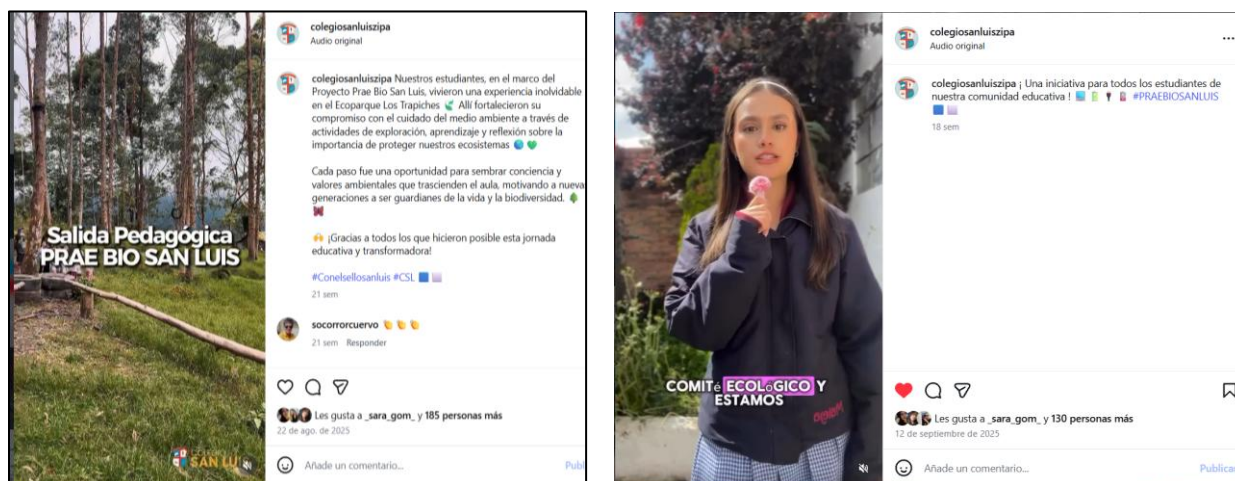 Salida Pedagógica
PRAE BIO SAN LUIS
SAN LU
colegiosanluiszipa
Audio original
colegiosanluiszipa Nuestros estudiantes, en el marco del
Proyecto Prae Bio San Luis, vivieron una experiencia inolvidable
en el Ecoparque Los Trapiches 🌿 Allí fortalecieron su
compromiso con el cuidado del medio ambiente a través de
actividades de exploración, aprendizaje y reflexión sobre la
importancia de proteger nuestros ecosistemas 🌎 💚
Cada paso fue una oportunidad para sembrar conciencia y
valores ambientales que trascienden el aula, motivando a nueva
generaciones a ser guardianes de la vida y la biodiversidad. 🌲
🦋
🙌 ¡Gracias a todos los que hicieron posible esta jornada
educativa y transformadora!
#Conelsellosanluis #CSL 🟦 🟪
21 sem
socorrorcuervo 👏 👏 👏
21 sem Responder
Les gusta a _sara_gom_ y 185 personas más
22 de ago. de 2025
Añade un comentario...
Publ
COMITé ECOLóGICO Y
ESTAMOS
colegiosanluiszipa
Audio original
colegiosanluiszipa ¡ Una iniciativa para todos los estudiantes de
nuestra comunidad educativa ! #PRAEBIOSANLUIS
🟦 🟪
18 sem
Les gusta a _sara_gom_ y 130 personas más
12 de septiembre de 2025
Añade un comentario...
Publicar